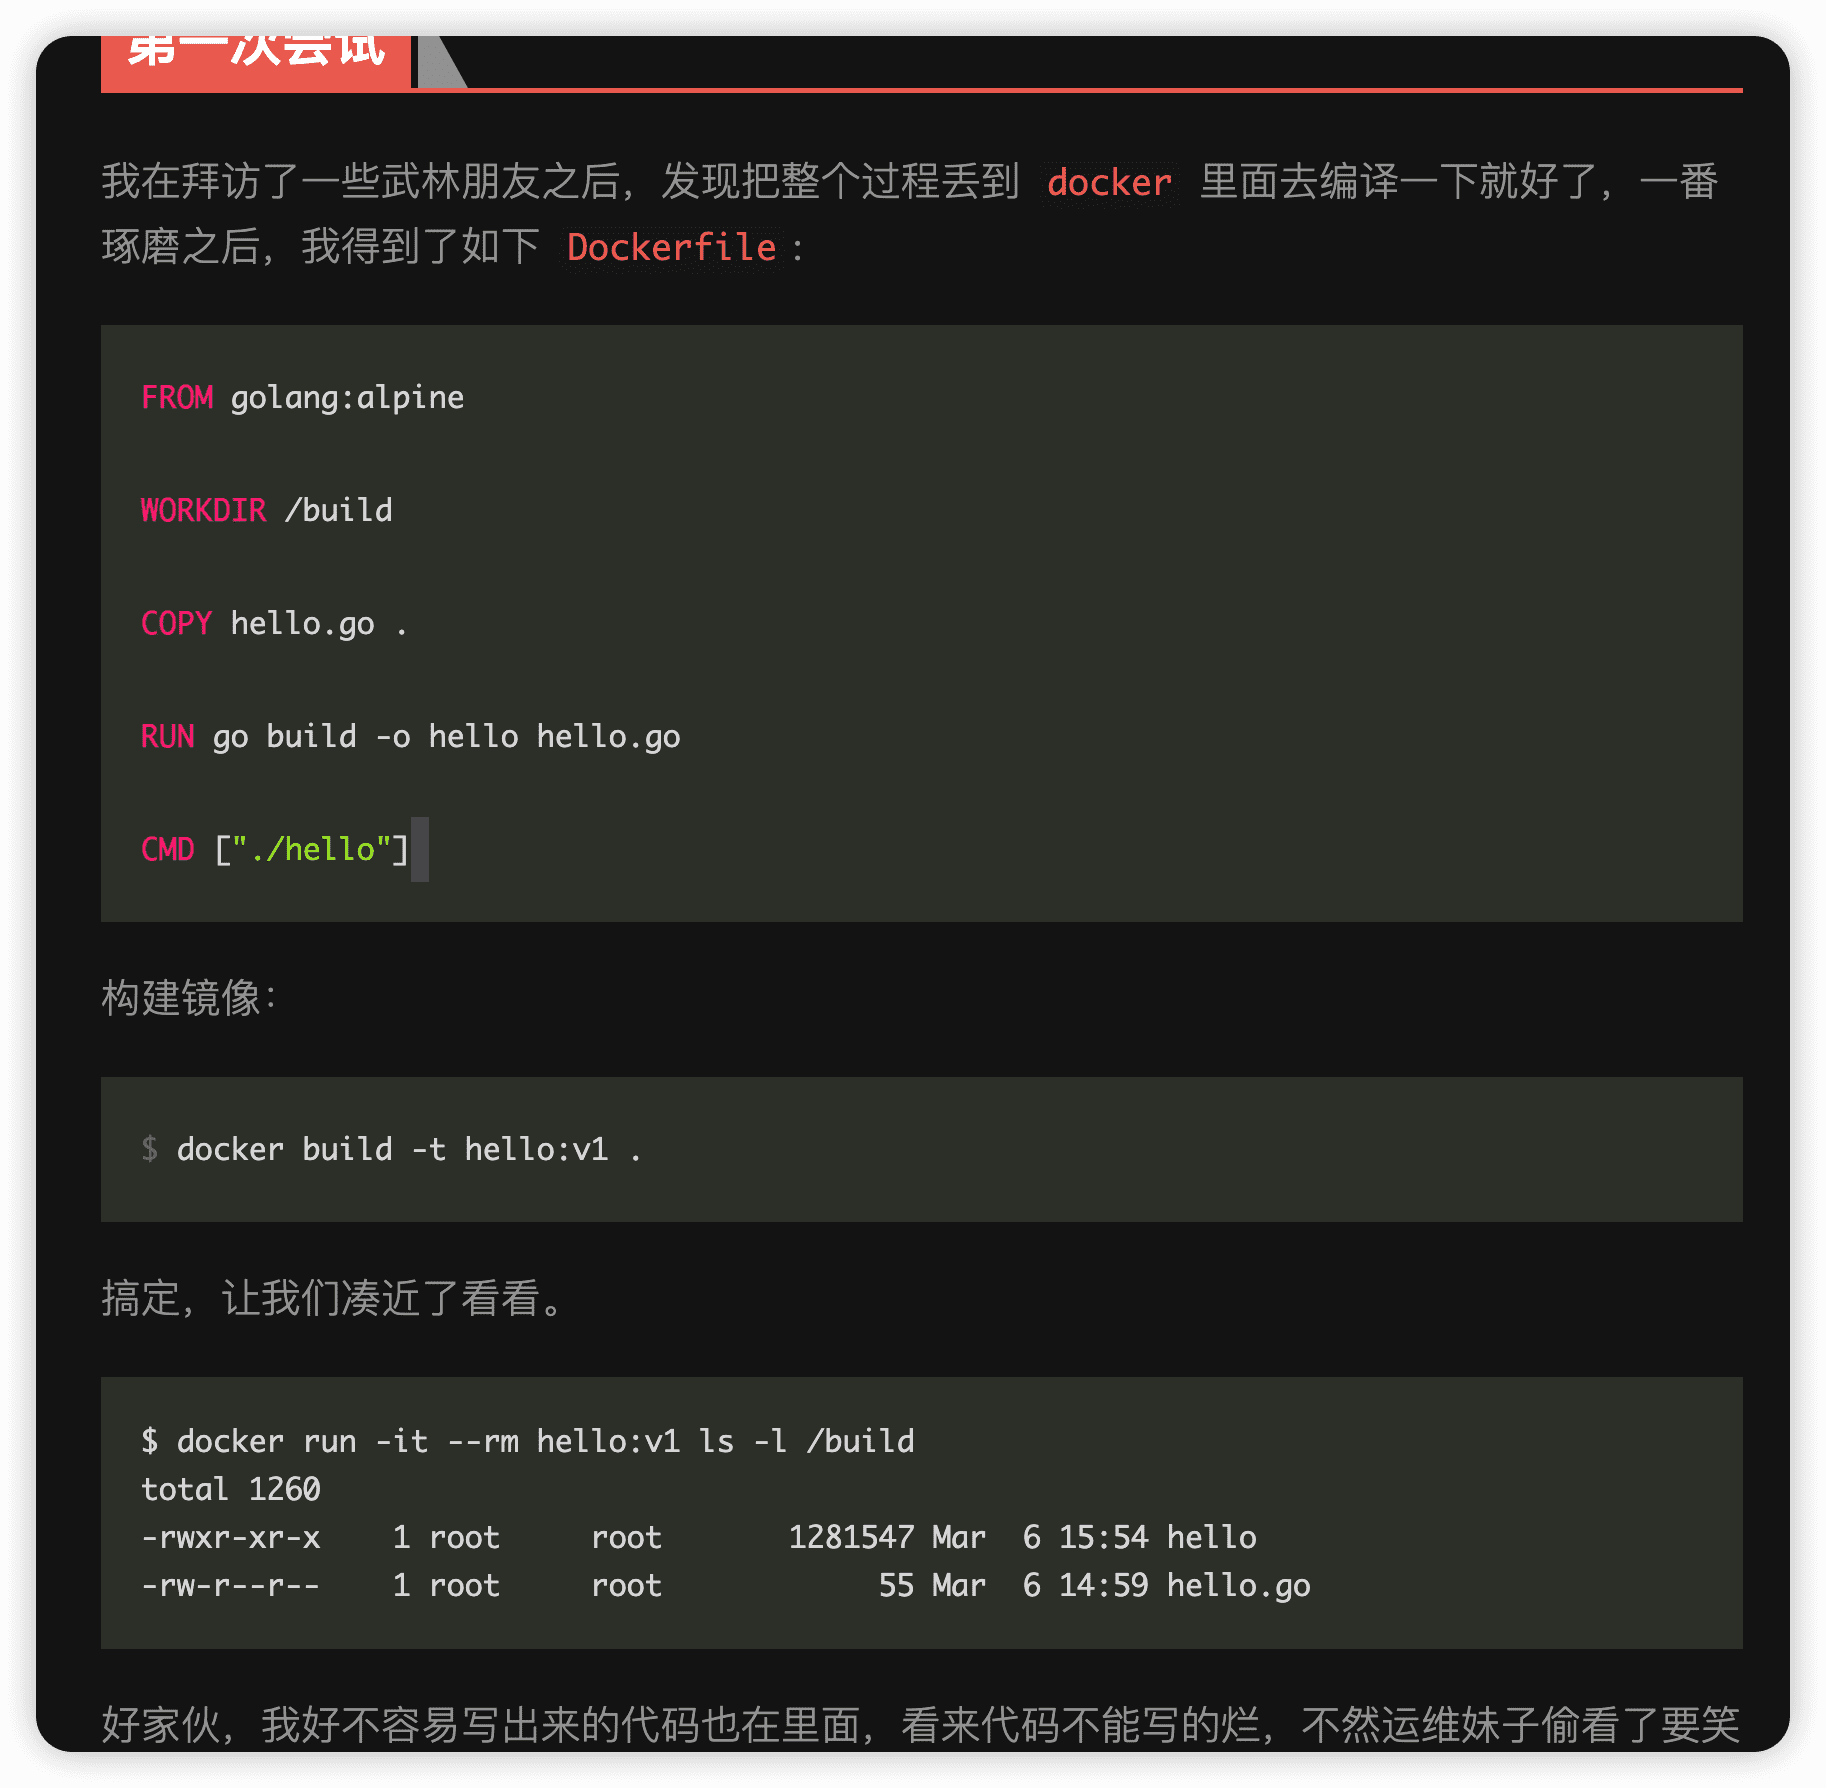 第一次尝试
我在拜访了一些武林朋友之后，发现把整个过程丢到 docker 里面去编译一下就好了，一番
琢磨之后，我得到了如下 Dockerfile：
FROM golang:alpine
WORKDIR /build
COPY hello.go .
RUN go build -o hello hello.go
CMD ["./hello"]
构建镜像：
$ docker build -t hello:v1 .
搞定，让我们凑近了看看。
$ docker run -it --rm hello:v1 ls -l /build
total 1260
-rwxr-xr-x    1 root     root       1281547 Mar  6 15:54 hello
-rw-r--r--    1 root     root            55 Mar  6 14:59 hello.go
好家伙，我好不容易写出来的代码也在里面，看来代码不能写的烂，不然运维妹子偷看了要笑